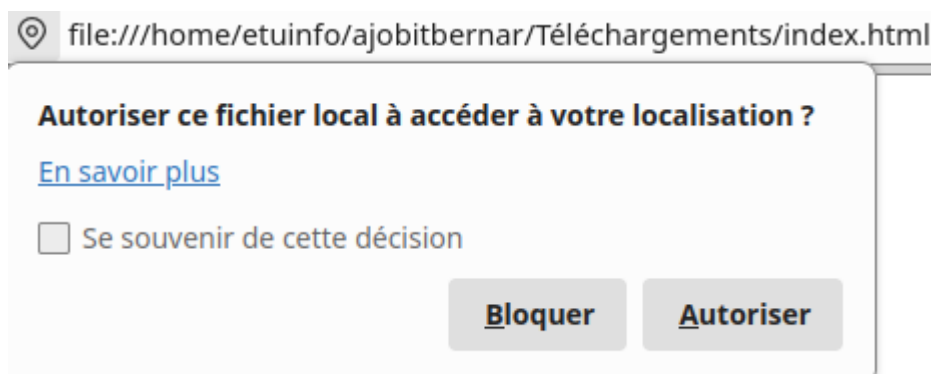 file:///home/etuinfo/ajobitbernar/Téléchargements/index.html
Autoriser ce fichier local à accéder à votre localisation ?
En savoir plus
Se souvenir de cette décision
Bloquer
Autoriser